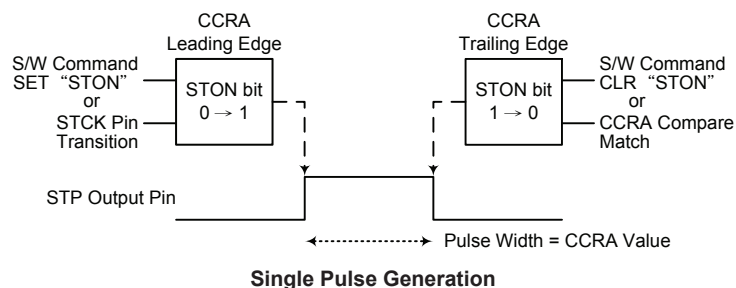 CCRA
Leading Edge
CCRA
Trailing Edge
S/W Command
SET “STON”
or
STCK Pin
Transition
STON bit
0 → 1
STON bit
1 → 0
S/W Command
CLR “STON”
or
CCRA Compare
Match
STP Output Pin
Pulse Width = CCRA Value
Single Pulse Generation